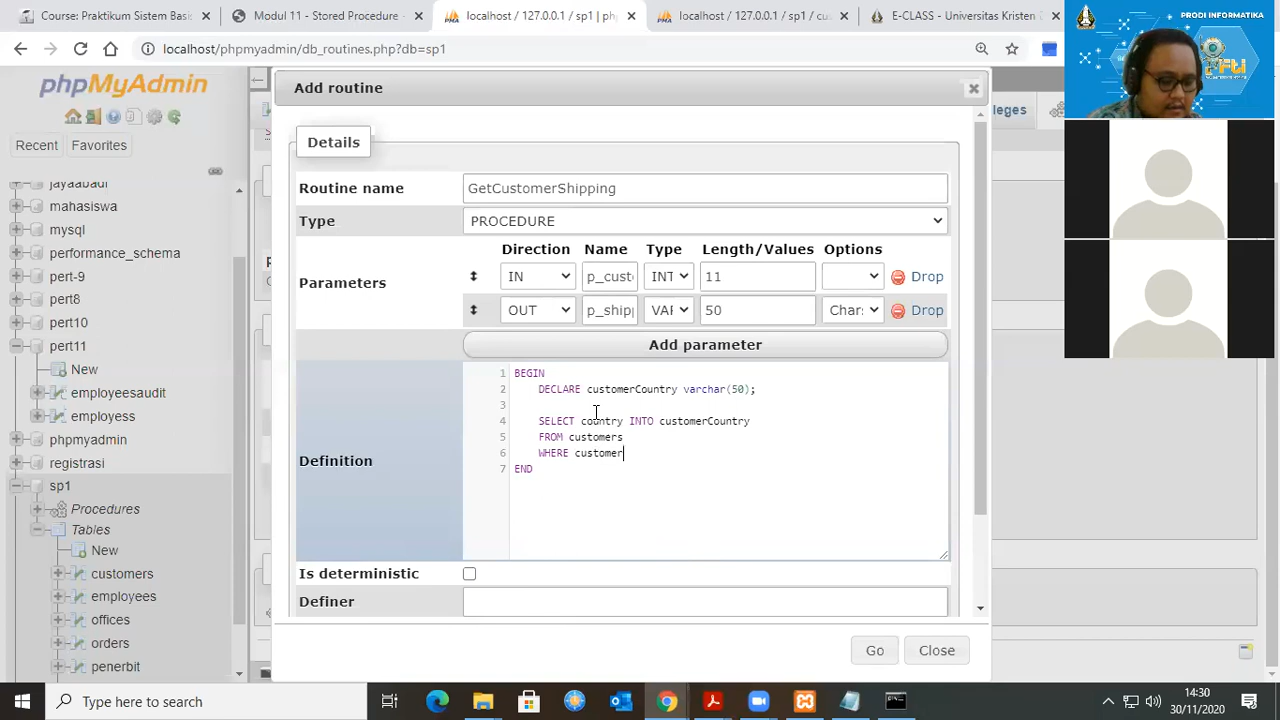 Course: Praktikum Sistem Basis
Modul 11 - Stored Procedure -
localhost / 127.0.0.1 / sp1 | ph
localhost / 127.0.0.1 / sp1 / cu
E-CLASS - Universitas Kristen
PRODI INFORMATIKA
localhost/phpmyadmin/db_routines.php?db=sp1
fti
phpMyAdmin
Add routine
Recent
Favorites
Details
jayaabadi
mahasiswa
mysql
performance_schema
pert-9
pert8
pert10
pert11
New
employeesaudit
employess
phpmyadmin
registrasi
sp1
Procedures
Tables
New
customers
employees
offices
orders
penerbit
Routine name
GetCustomerShipping
Type
PROCEDURE
Direction Name Type Length/Values Options
Parameters
IN p_cust INT 11 Drop
OUT p_ship VAR 50 Chars Drop
Add parameter
Definition
1 BEGIN
2 DECLARE customerCountry varchar(50);
3
4 SELECT country INTO customerCountry
5 FROM customers
6 WHERE customer
7 END
Is deterministic
Definer
Go
Close
leges
Type here to search
14:30
30/11/2020